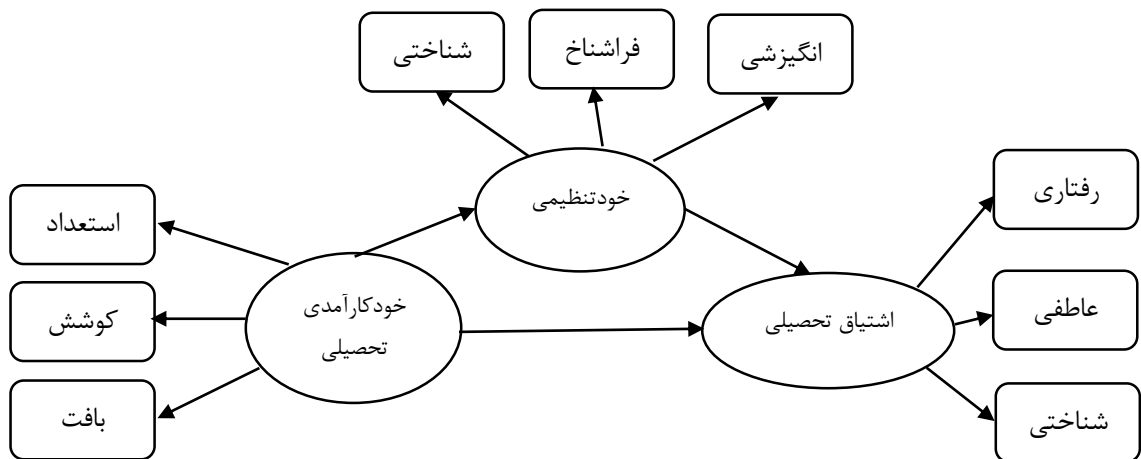 انگیزشی
فراشناخ
شناختی
خودتنظیمی
رفتاری
عاطفی
شناختی
اشتیاق تحصیلی
خودکارآمدی
تحصیلی
استعداد
کوشش
بافت